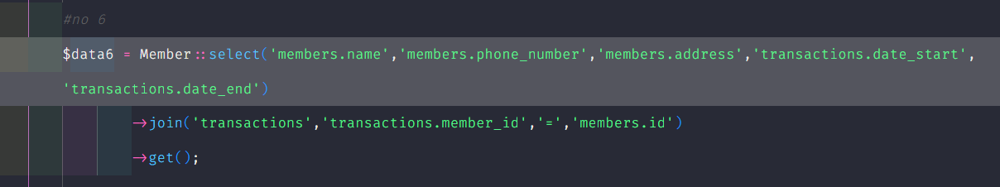 #no 6
$data6 = Member::select('members.name','members.phone_number','members.address','transactions.date_start',
'transactions.date_end')
->join('transactions','transactions.member_id','=','members.id')
->get();